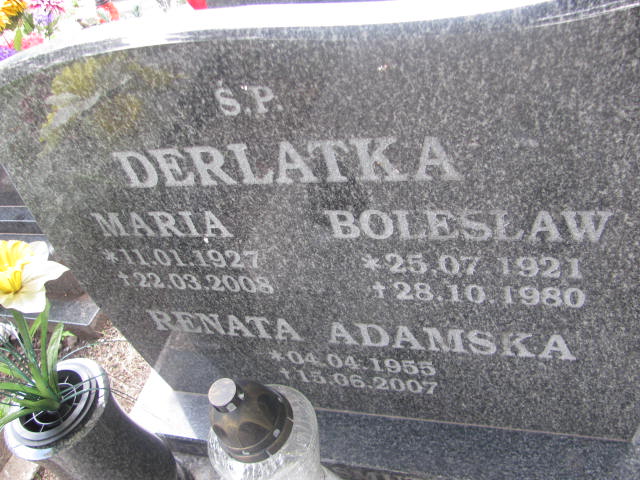 Ś.P.
DERLATKA
MARIA BOLESŁAW
*11.01.1927 *25.07.1921
†22.03.2008 †28.10.1980
RENATA ADAMSKA
*04.04.1955
†15.06.2007